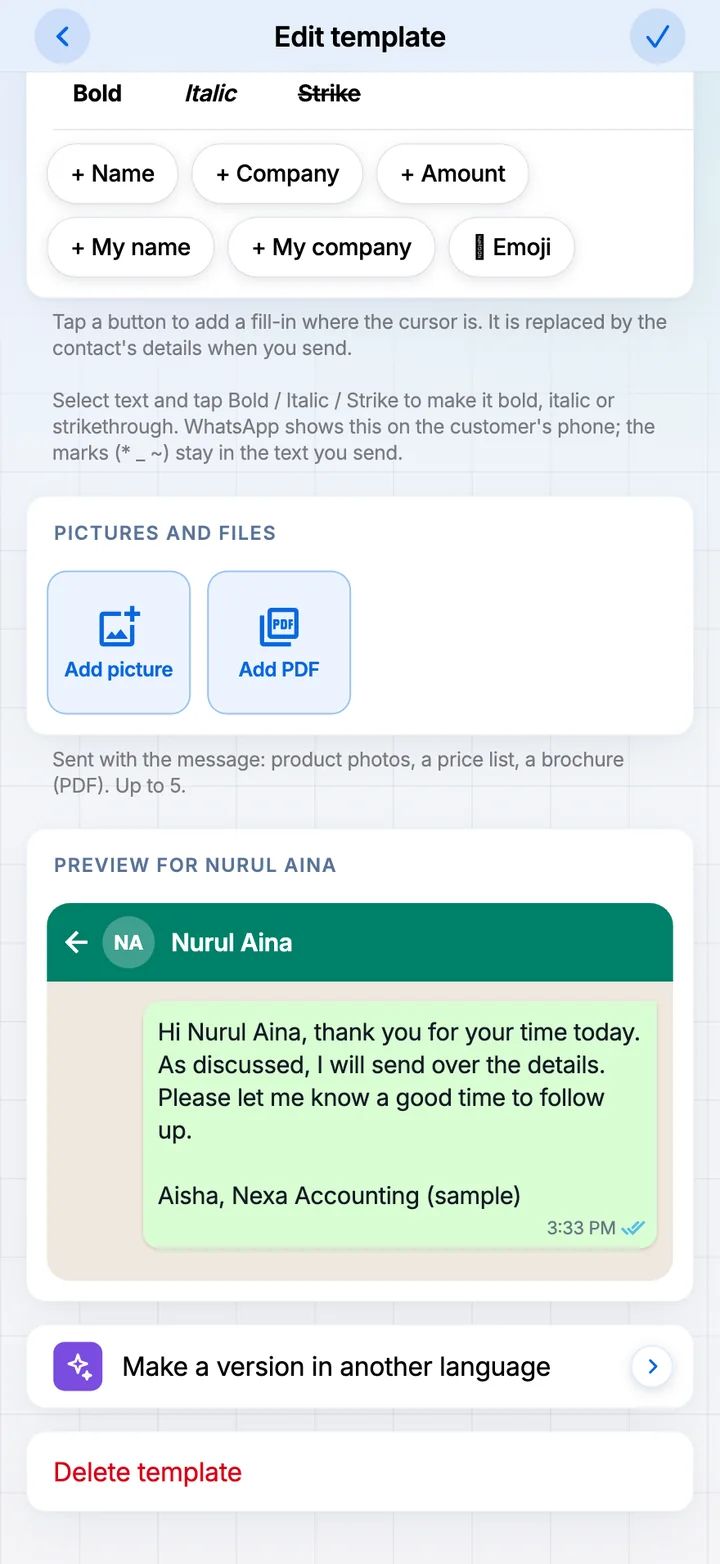 Edit template
Bold Italic Strike
+ Name + Company + Amount
+ My name + My company Emoji
Tap a button to add a fill-in where the cursor is. It is replaced by the
contact's details when you send.
Select text and tap Bold / Italic / Strike to make it bold, italic or
strikethrough. WhatsApp shows this on the customer's phone; the
marks (* _ ~) stay in the text you send.
PICTURES AND FILES
PDF
Add picture Add PDF
Sent with the message: product photos, a price list, a brochure
(PDF). Up to 5.
PREVIEW FOR NURUL AINA
NA Nurul Aina
Hi Nurul Aina, thank you for your time today.
As discussed, I will send over the details.
Please let me know a good time to follow
up.
Aisha, Nexa Accounting (sample)
3:33 PM
Make a version in another language
Delete template